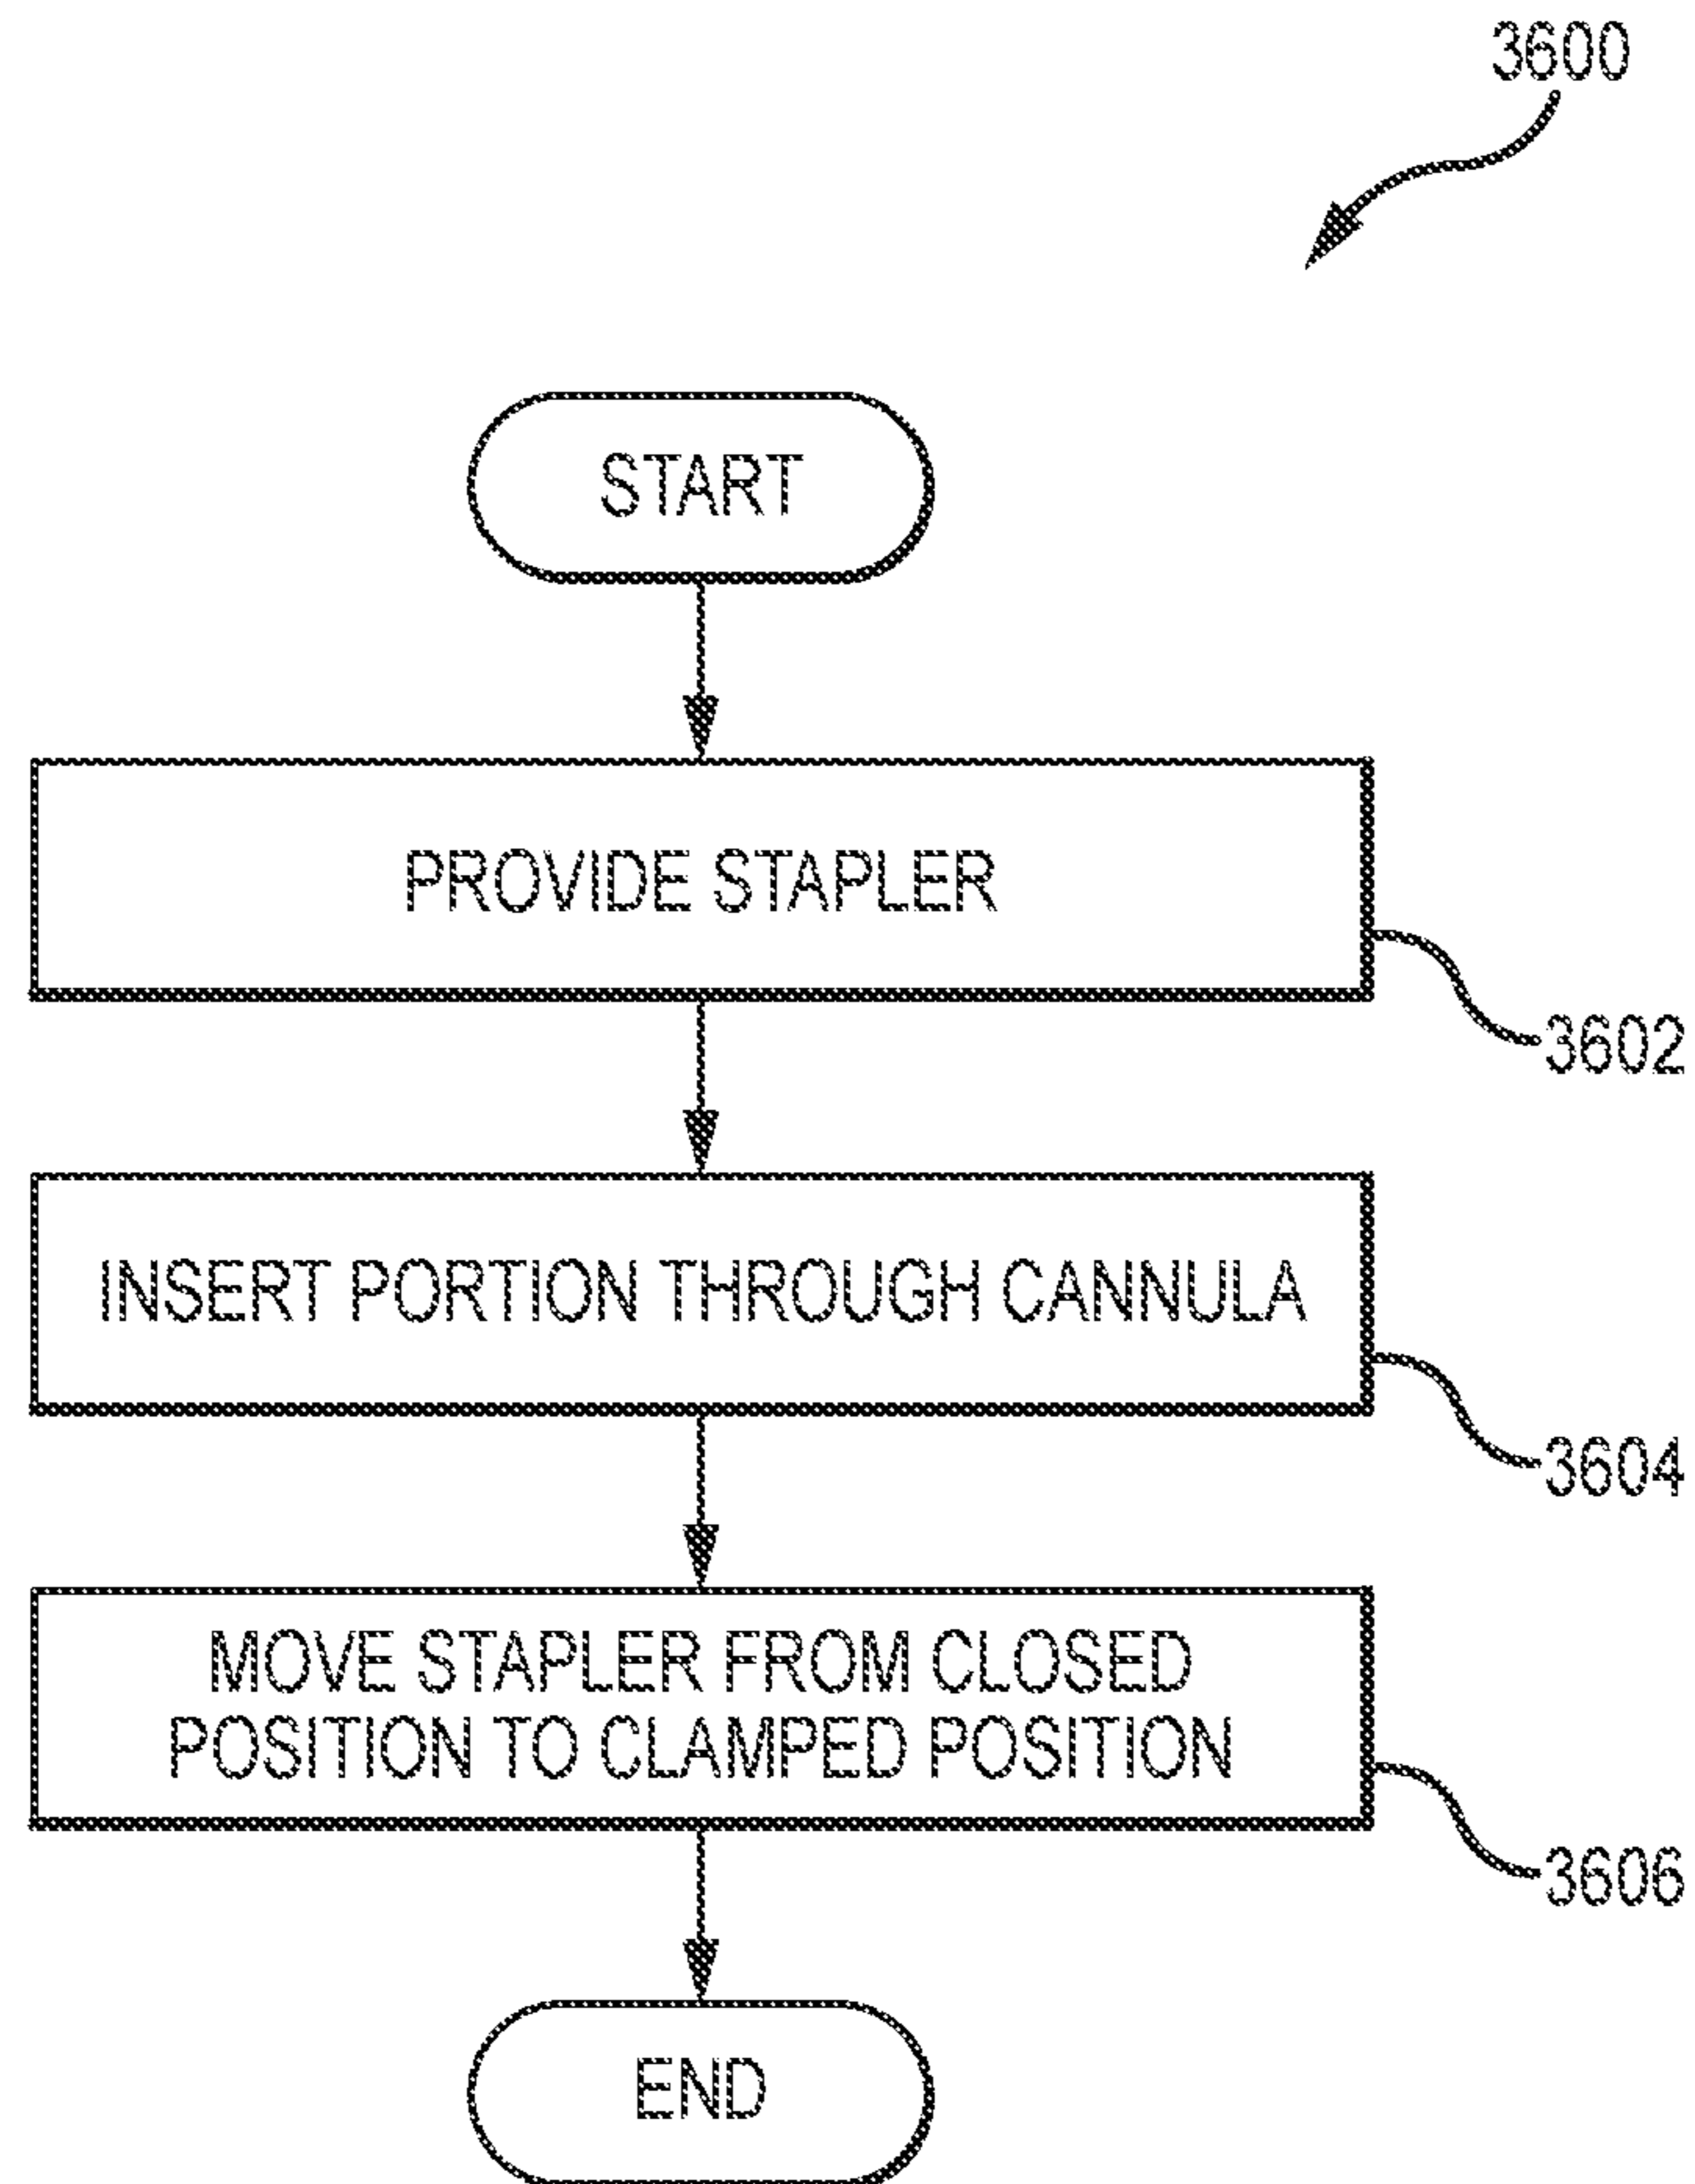 3600
START
PROVIDE STAPLER
3602
INSERT PORTION THROUGH CANNULA
3604
MOVE STAPLER FROM CLOSED
POSITION TO CLAMPED POSITION
3606
END